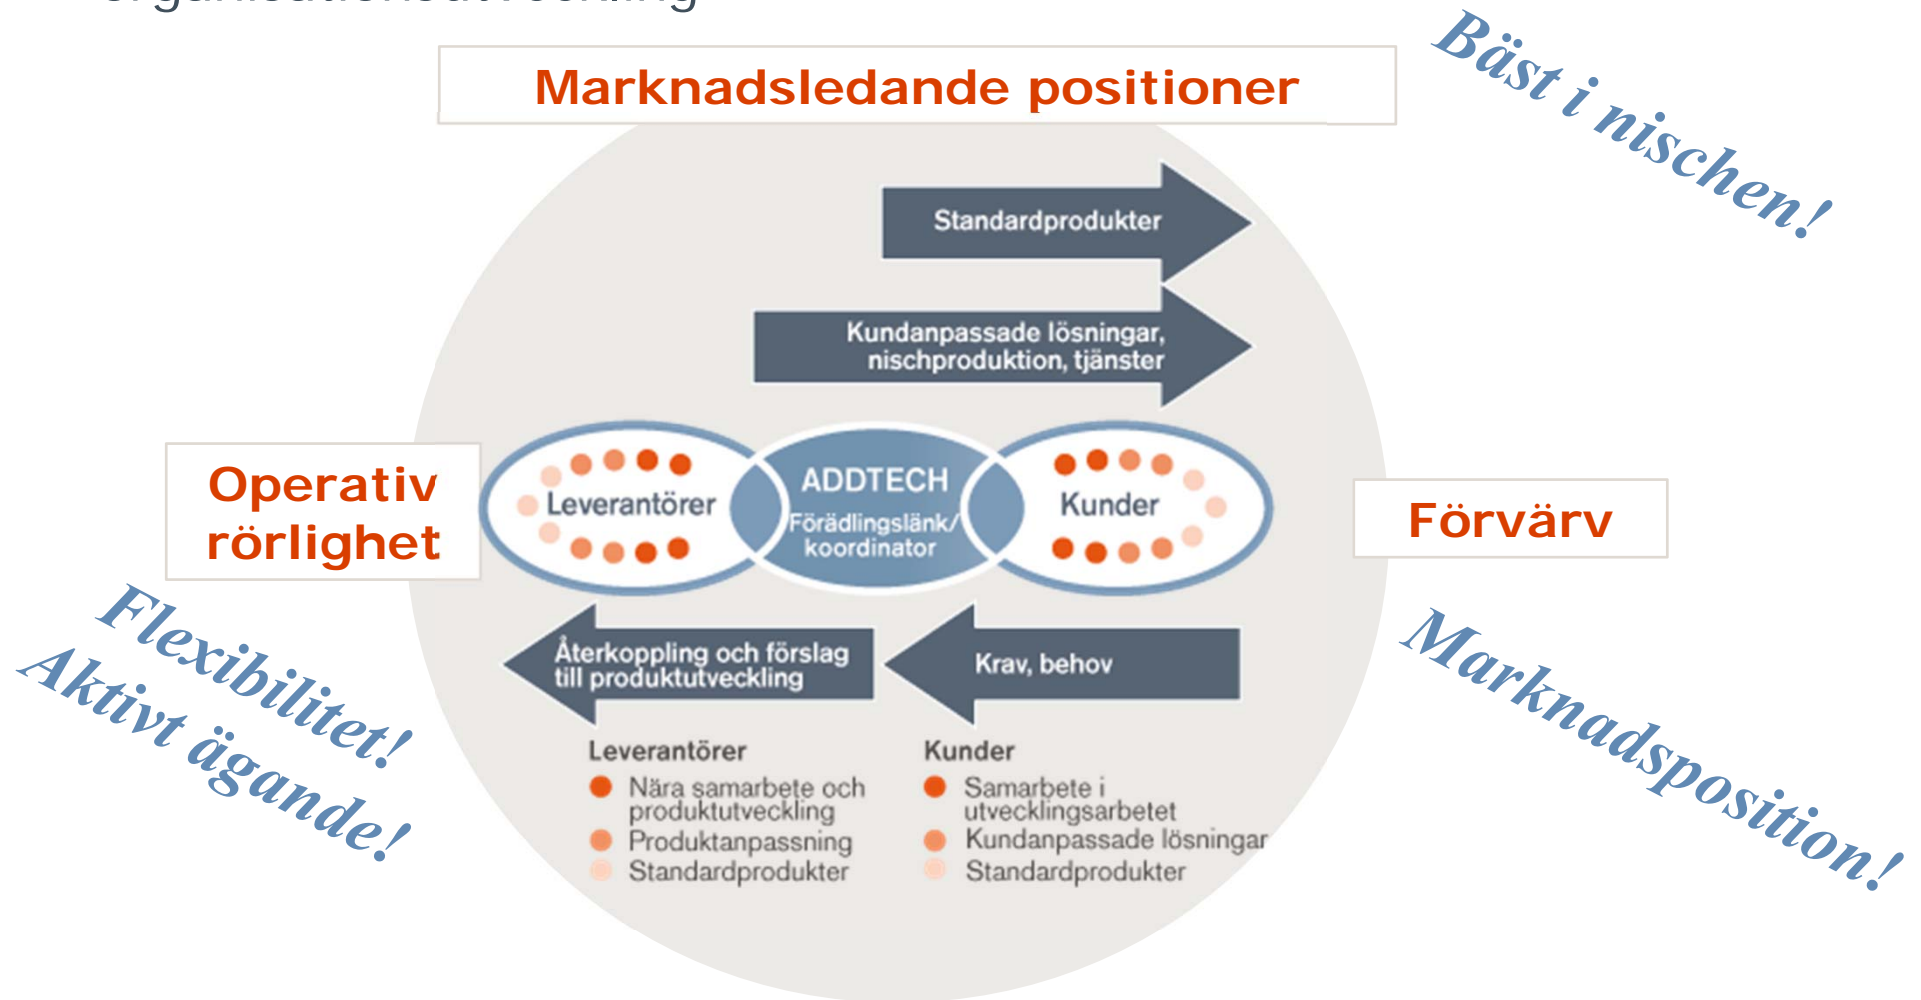 organisationsutveckling
Bäst i nischen!
Marknadsledande positioner
Standardprodukter
Kundanpassade lösningar,
nischproduktion, tjänster
Operativ
rörlighet
Leverantörer
ADDTECH
Förädlingslänk/
koordinator
Kunder
Förvärv
Flexibilitet!
Aktivt ägande!
Återkoppling och förslag
till produktutveckling
Krav, behov
Marknadsposition!
Leverantörer
Nära samarbete och
produktutveckling
Produktanpassning
Standardprodukter
Kunder
Samarbete i
utvecklingsarbetet
Kundanpassade lösningar
Standardprodukter